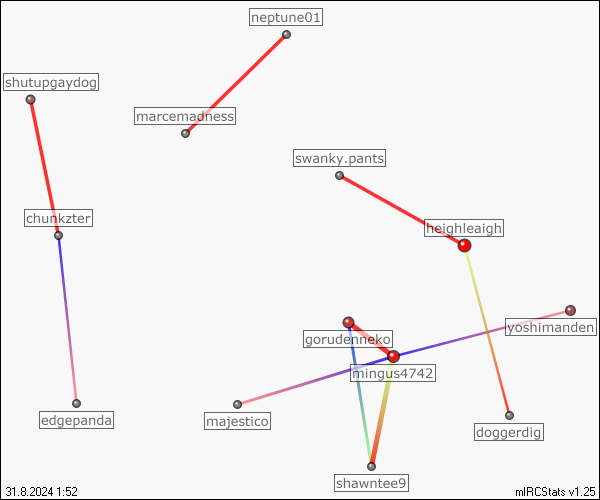 neptune01
shutupgaydog
marcemadness
swanky.pants
chunkzter
heighleaigh
yoshimanden
gorudenneko
mingus4742
edgepanda
majestico
doggerdig
shawntee9
31.8.2024 1:52
mIRCStats v1.25